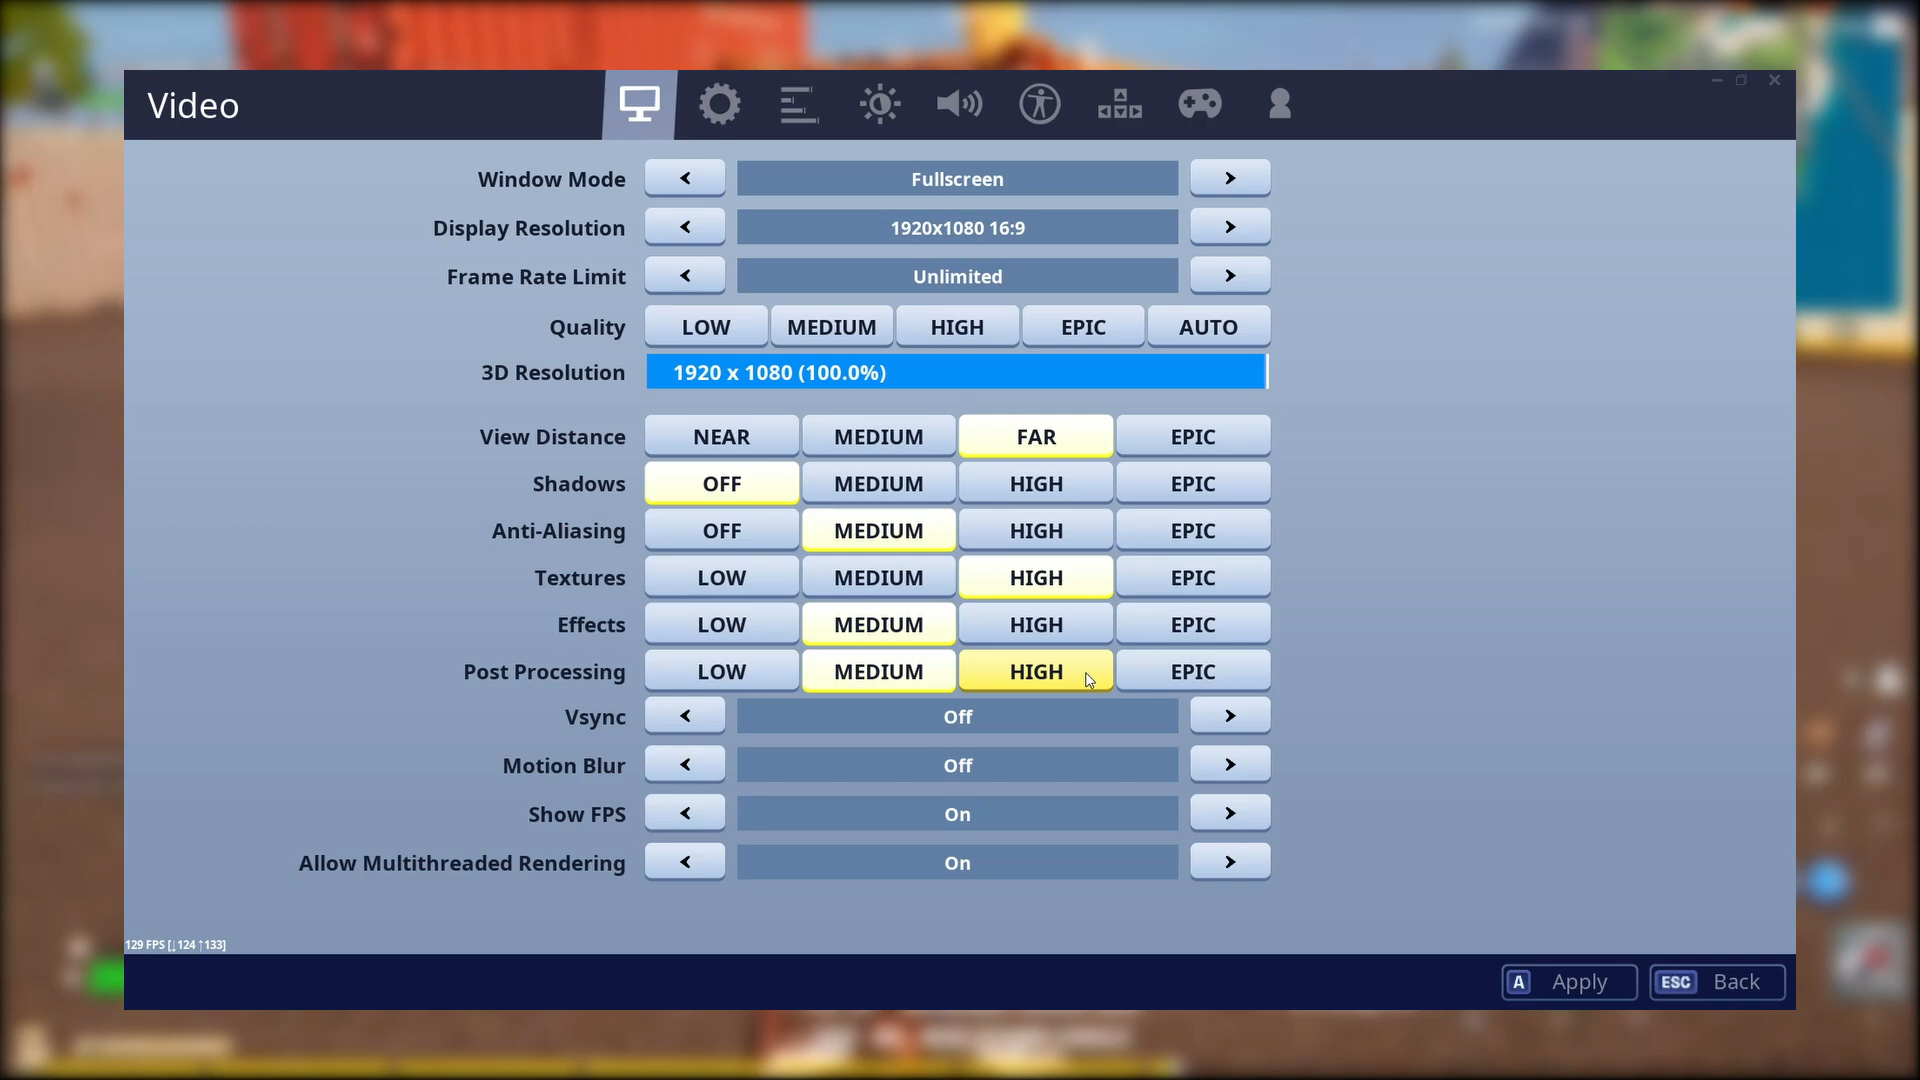 Video
Window Mode < Fullscreen >
Display Resolution < 1920x1080 16:9 >
Frame Rate Limit < Unlimited >
Quality LOW MEDIUM HIGH EPIC AUTO
3D Resolution 1920 x 1080 (100.0%)
View Distance NEAR MEDIUM FAR EPIC
Shadows OFF MEDIUM HIGH EPIC
Anti-Aliasing OFF MEDIUM HIGH EPIC
Textures LOW MEDIUM HIGH EPIC
Effects LOW MEDIUM HIGH EPIC
Post Processing LOW MEDIUM HIGH EPIC
Vsync < Off >
Motion Blur < Off >
Show FPS < On >
Allow Multithreaded Rendering < On >
129 FPS [↓124 ↑133]
A Apply ESC Back